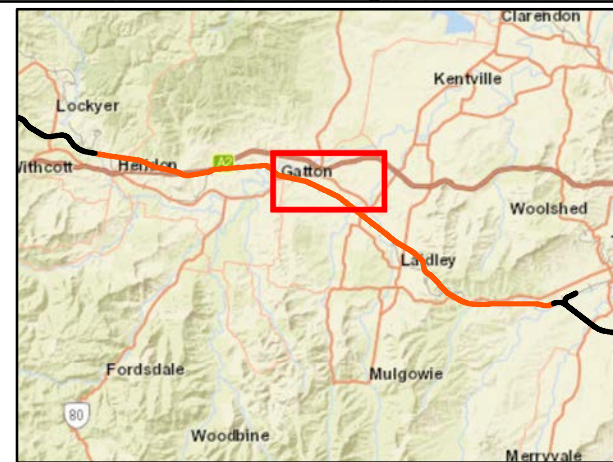 Clarendon
Kentville
Lockyer
A2
Withcott
Helidon
Gatton
Woolshed
Laidley
Fordsdale
Mulgowie
80
Woodbine
Merryvale